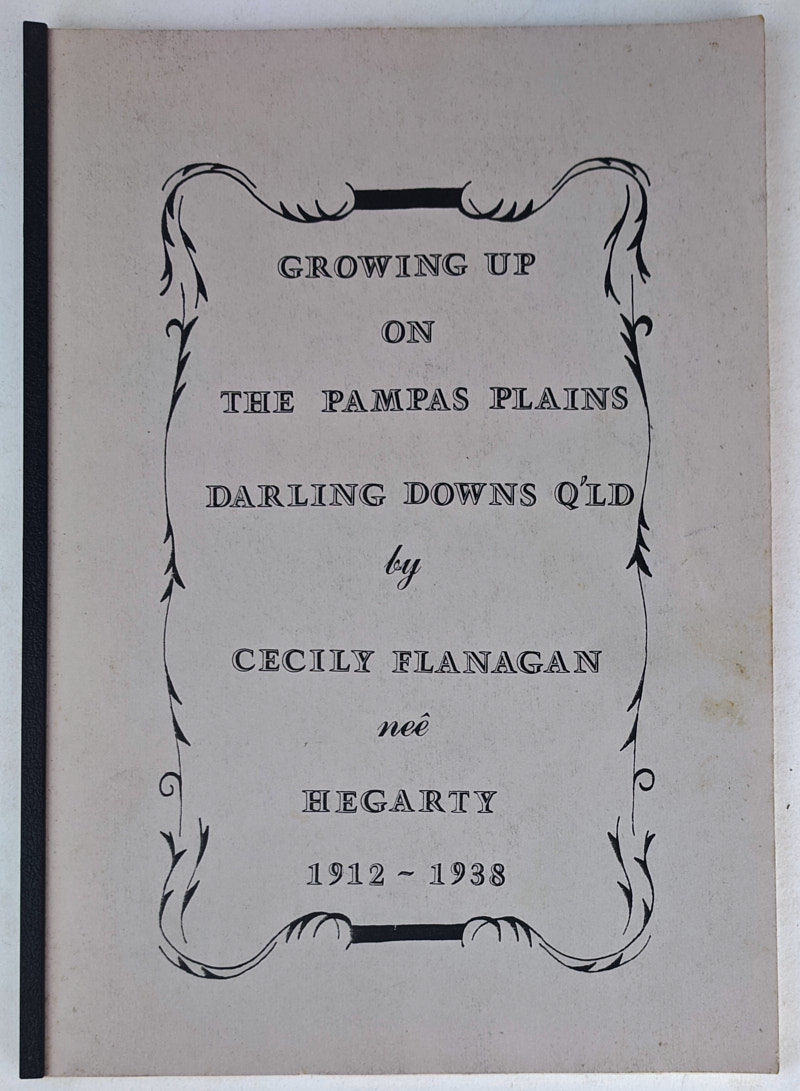 GROWING UP
ON
THE PAMPAS PLAINS
DARLING DOWNS Q'LD
by
CECILY FLANAGAN
neê
HEGARTY
1912 ~ 1938